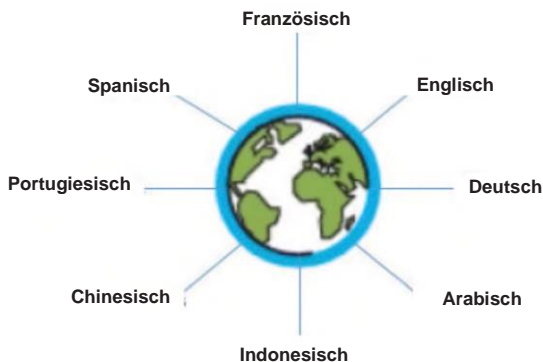 Französisch
Spanisch
Englisch
Portugiesisch
Deutsch
Chinesisch
Arabisch
Indonesisch